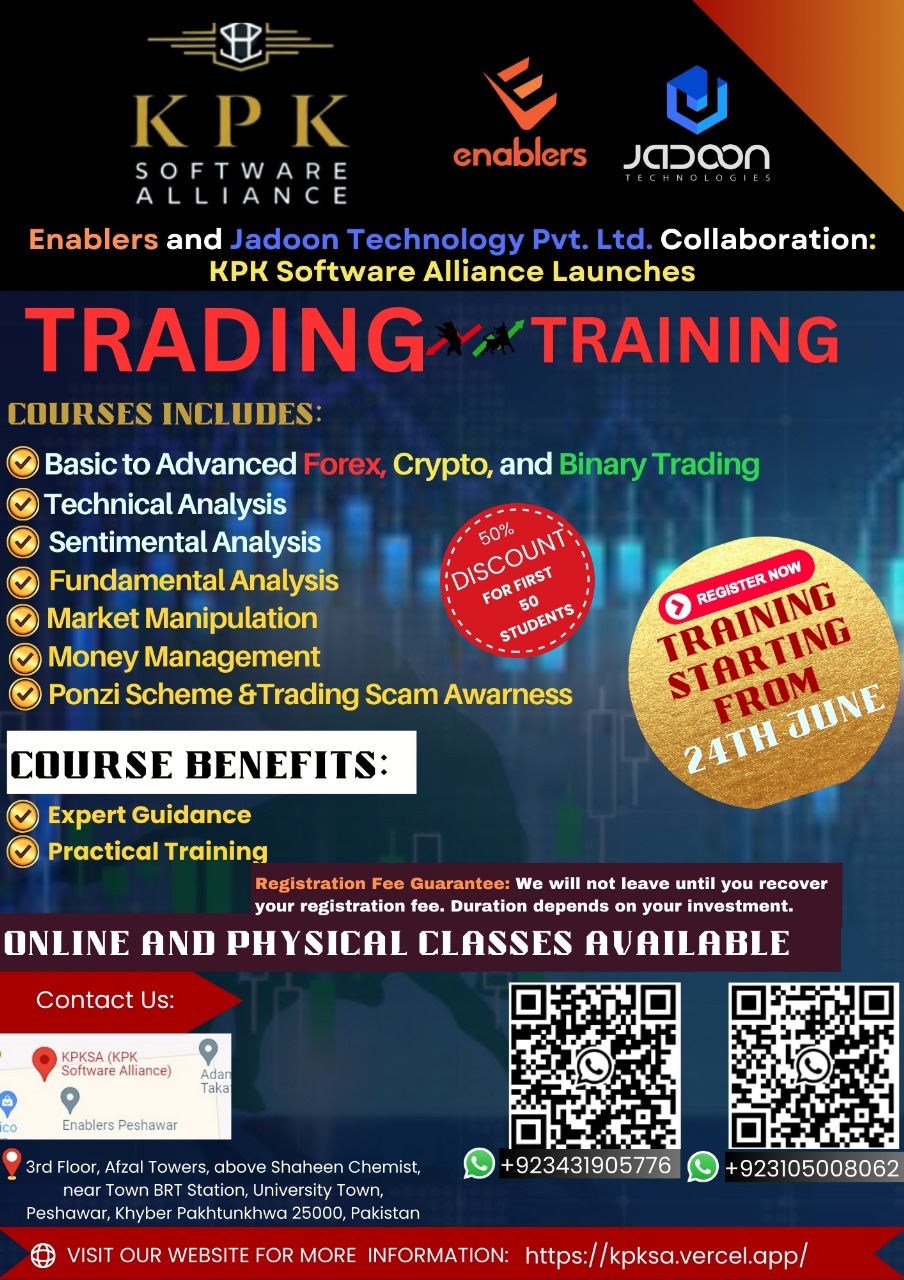 KPK
SOFTWARE
ALLIANCE
enablers
JADOON
TECHNOLOGIES
Enablers and Jadoon Technology Pvt. Ltd. Collaboration:
KPK Software Alliance Launches
TRADING TRAINING
COURSES INCLUDES:
Basic to Advanced Forex, Crypto, and Binary Trading
Technical Analysis
Sentimental Analysis
Fundamental Analysis
Market Manipulation
Money Management
Ponzi Scheme &Trading Scam Awarness
50%
DISCOUNT
FOR FIRST
50
STUDENTS
REGISTER NOW
TRAINING
STARTING
FROM
24TH JUNE
COURSE BENEFITS:
Expert Guidance
Practical Training
Registration Fee Guarantee: We will not leave until you recover
your registration fee. Duration depends on your investment.
ONLINE AND PHYSICAL CLASSES AVAILABLE
Contact Us:
KPKSA (KPK
Software Alliance)
Adam
Taka
ico
Enablers Peshawar
3rd Floor, Afzal Towers, above Shaheen Chemist,
near Town BRT Station, University Town,
Peshawar, Khyber Pakhtunkhwa 25000, Pakistan
+923431905776
+923105008062
VISIT OUR WEBSITE FOR MORE INFORMATION: https://kpksa.vercel.app/